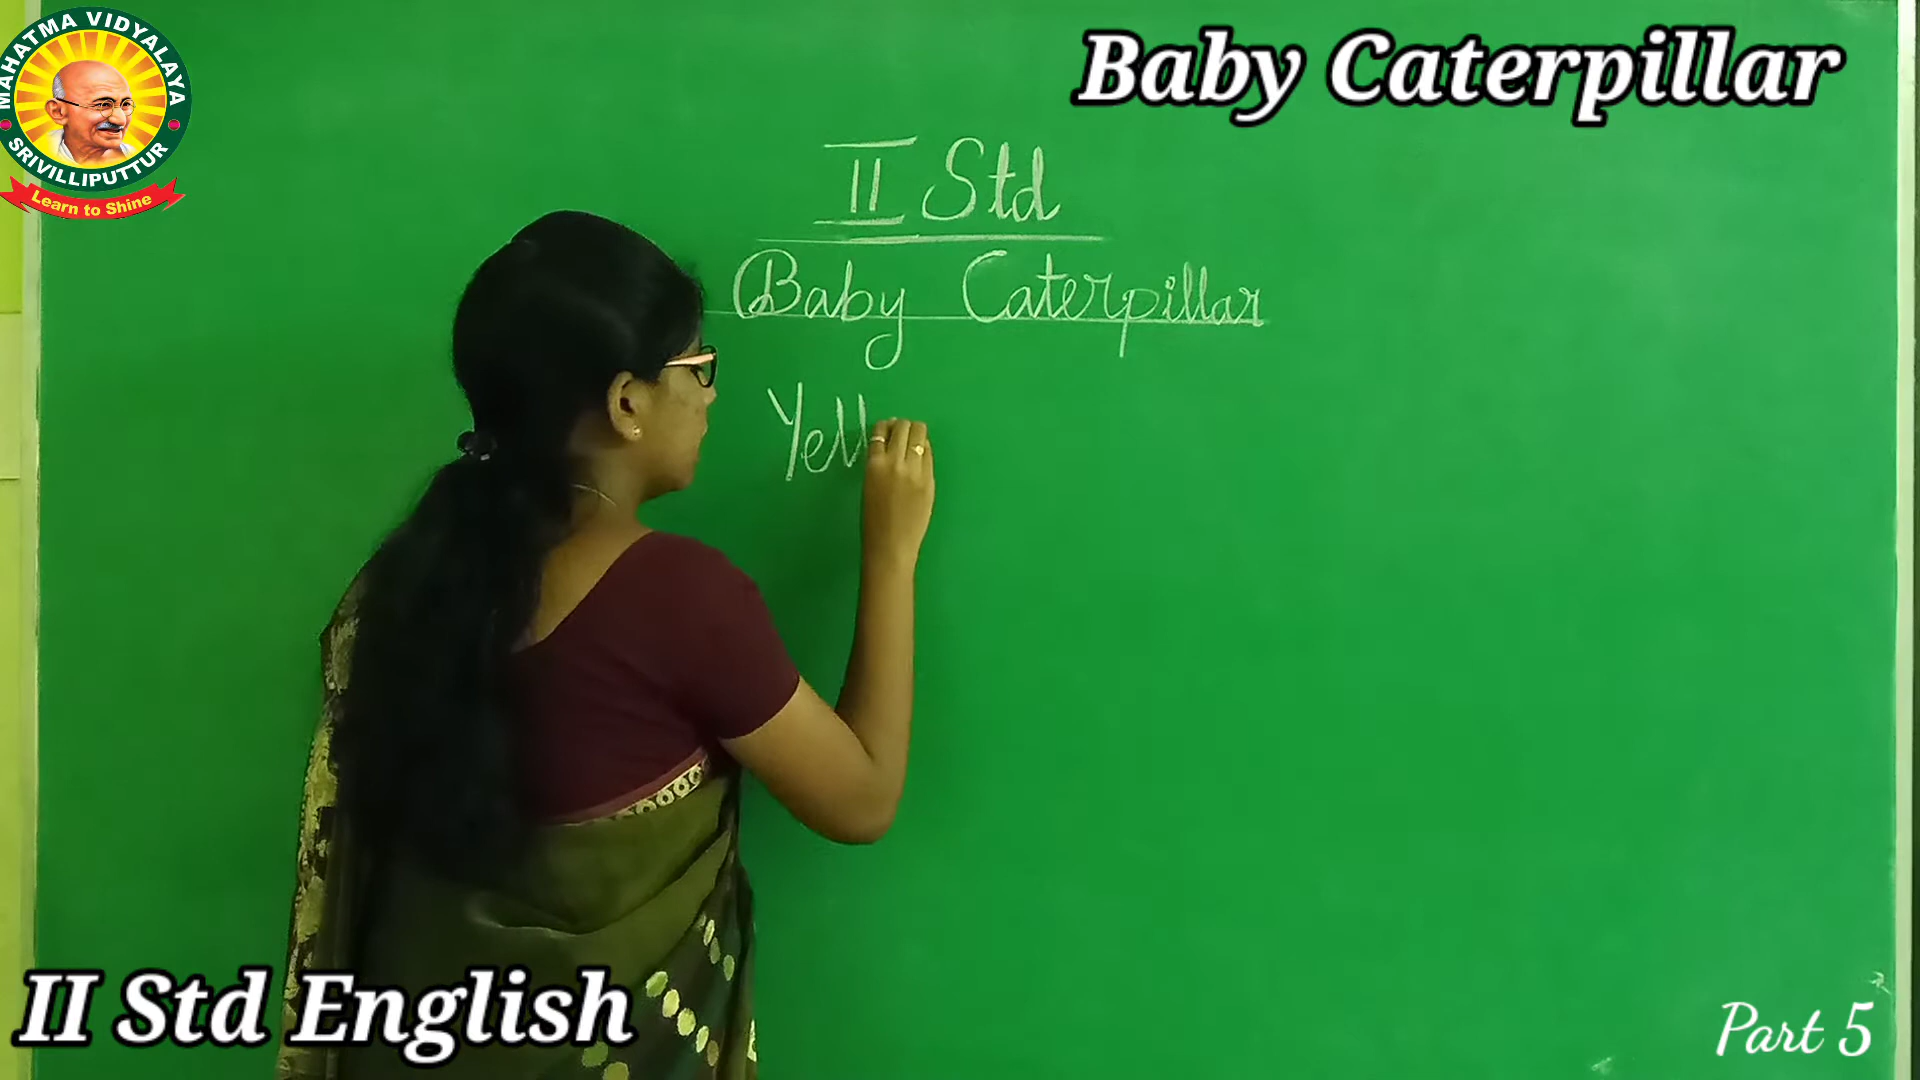 MAHATMA VIDYALAYA
SRIVILLIPUTTUR
Learn to Shine
Baby Caterpillar
II Std
Baby Caterpillar
Yell
II Std English
Part 5